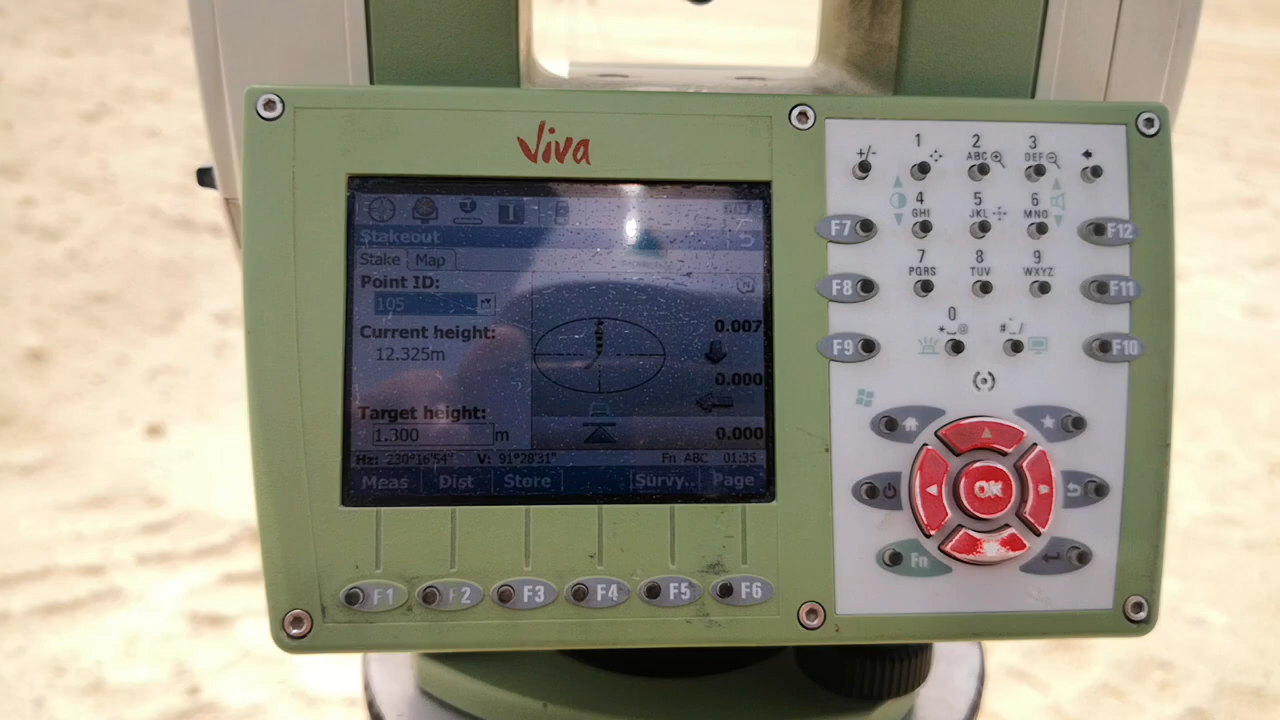 Viva
Stakeout
Stake Map
Point ID:
105
Current height:
12.325m
Target height:
1.300 m
0.007
0.000
0.000
Hz: 230°16'54" V: 91°28'31" Fn ABC 01:35
Meas Dist Store Survy.. Page
F1 F2 F3 F4 F5 F6
+/- 1 2 3
ABC DEF
F7 4 5 6 F12
GHI JKL MNO
7 8 9
PQRS TUV WXYZ
F8 F11
0
*␣@ #_/
F9 F10
OK
Fn